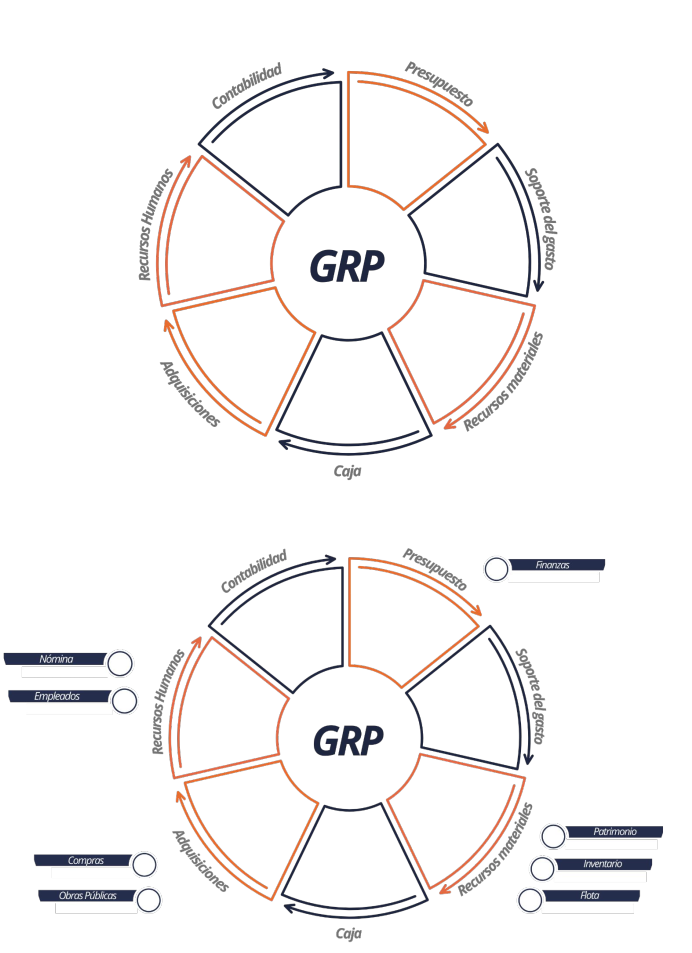 Contabilidad
Presupuesto
Recursos Humanos
Soporte del gasto
GRP
Adquisiciones
Recursos materiales
Caja
Contabilidad
Presupuesto
Finanzas
Nómina
Empleados
Recursos Humanos
Soporte del gasto
GRP
Adquisiciones
Recursos materiales
Patrimonio
Compras
Inventario
Obras Públicas
Flota
Caja